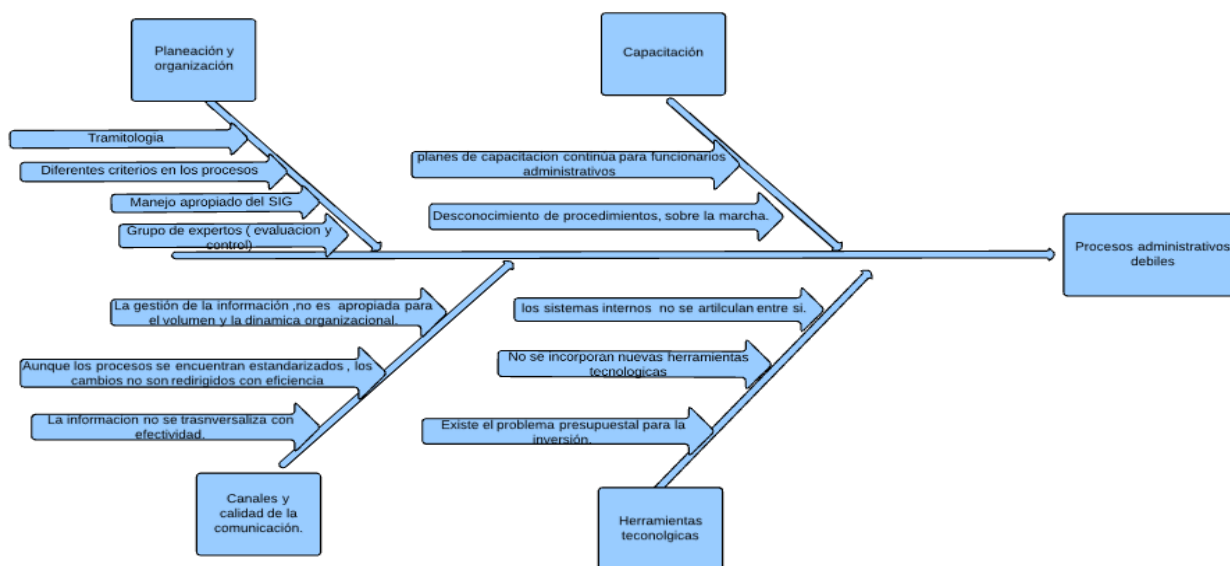 Planeación y
organización
Capacitación
Tramitologia
Diferentes criterios en los procesos
Manejo apropiado del SIG
Grupo de expertos ( evaluacion y
control)
planes de capacitacion continúa para funcionarios
administrativos
Desconocimiento de procedimientos, sobre la marcha.
Procesos administrativos
debiles
La gestión de la información ,no es apropiada para
el volumen y la dinamica organizacional.
Aunque los procesos se encuentran estandarizados , los
cambios no son redirigidos con eficiencia
La informacion no se trasnversaliza con
efectividad.
los sistemas internos no se artilculan entre si.
No se incorporan nuevas herramientas
tecnologicas
Existe el problema presupuestal para la
inversión.
Canales y
calidad de la
comunicación.
Herramientas
teconolgicas